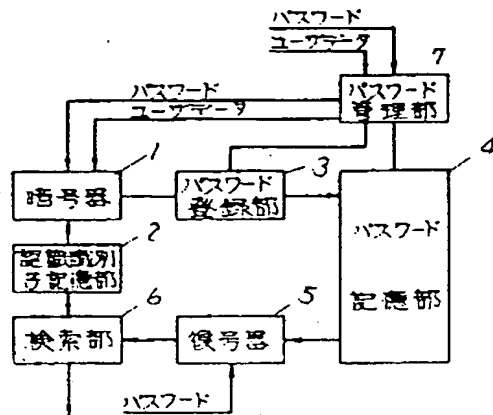 パスワード
ユーザデータ
7
パスワード
管理部
パスワード
ユーザデータ
1
暗号器
3
パスワード
登録部
4
パスワード
記憶部
2
記録識別
子記憶部
6
検索部
5
復号器
パスワード